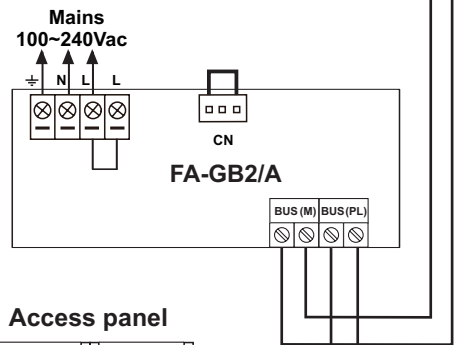 Mains
100~240Vac
N L L
CN
FA-GB2/A
BUS (M) BUS(PL)
Access panel